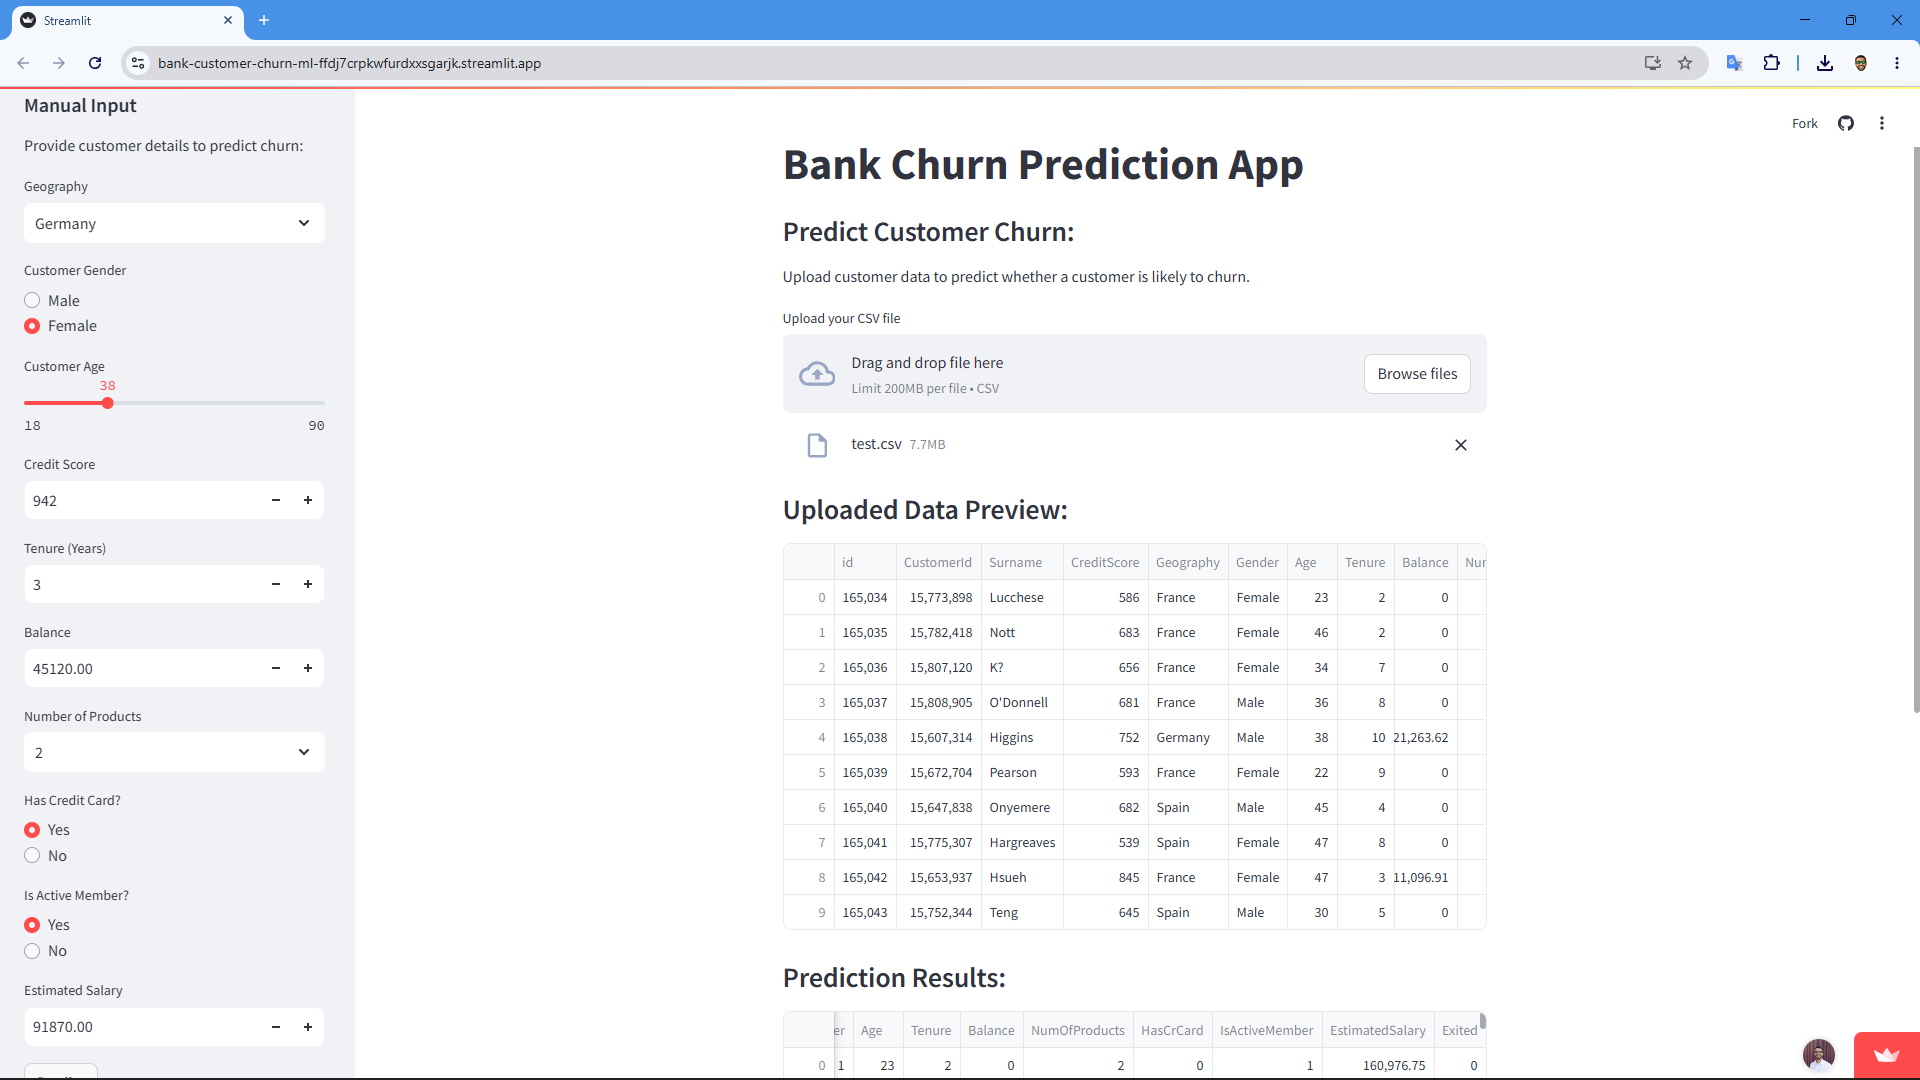 Streamlit
bank-customer-churn-ml-ffdj7crpkwfurdxxsgarjk.streamlit.app
Manual Input
Provide customer details to predict churn:
Geography
Germany
Customer Gender
Male
Female
Customer Age
38
18 90
Credit Score
942
Tenure (Years)
3
Balance
45120.00
Number of Products
2
Has Credit Card?
Yes
No
Is Active Member?
Yes
No
Estimated Salary
91870.00
Fork
Bank Churn Prediction App
Predict Customer Churn:
Upload customer data to predict whether a customer is likely to churn.
Upload your CSV file
Drag and drop file here
Limit 200MB per file • CSV
Browse files
test.csv 7.7MB
Uploaded Data Preview:
id CustomerId Surname CreditScore Geography Gender Age Tenure Balance Nur
0 165,034 15,773,898 Lucchese 586 France Female 23 2 0
1 165,035 15,782,418 Nott 683 France Female 46 2 0
2 165,036 15,807,120 K? 656 France Female 34 7 0
3 165,037 15,808,905 O'Donnell 681 France Male 36 8 0
4 165,038 15,607,314 Higgins 752 Germany Male 38 10 21,263.62
5 165,039 15,672,704 Pearson 593 France Female 22 9 0
6 165,040 15,647,838 Onyemere 682 Spain Male 45 4 0
7 165,041 15,775,307 Hargreaves 539 Spain Female 47 8 0
8 165,042 15,653,937 Hsueh 845 France Female 47 3 11,096.91
9 165,043 15,752,344 Teng 645 Spain Male 30 5 0
Prediction Results:
er Age Tenure Balance NumOfProducts HasCrCard IsActiveMember EstimatedSalary Exited
0 1 23 2 0 2 0 1 160,976.75 0